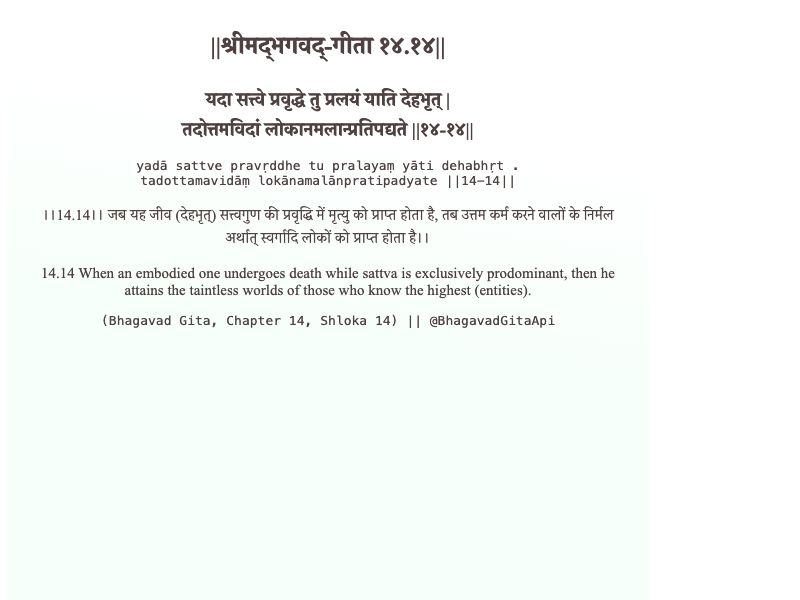 ||श्रीमद्‍भगवद्‍-गीता १४.१४||
यदा सत्त्वे प्रवृद्धे तु प्रलयं याति देहभृत् |
तदोत्तमविदां लोकानमलान्प्रतिपद्यते ||१४-१४||
yadā sattve pravṛddhe tu pralayaṃ yāti dehabhṛt .
tadottamavidāṃ lokānamalānpratipadyate ||14-14||
।।14.14।। जब यह जीव (देहभृत्) सत्त्वगुण की प्रवृद्धि में मृत्यु को प्राप्त होता है, तब उत्तम कर्म करने वालों के निर्मल
अर्थात् स्वर्गादि लोकों को प्राप्त होता है।।
14.14 When an embodied one undergoes death while sattva is exclusively prodominant, then he
attains the taintless worlds of those who know the highest (entities).
(Bhagavad Gita, Chapter 14, Shloka 14) || @BhagavadGitaApi